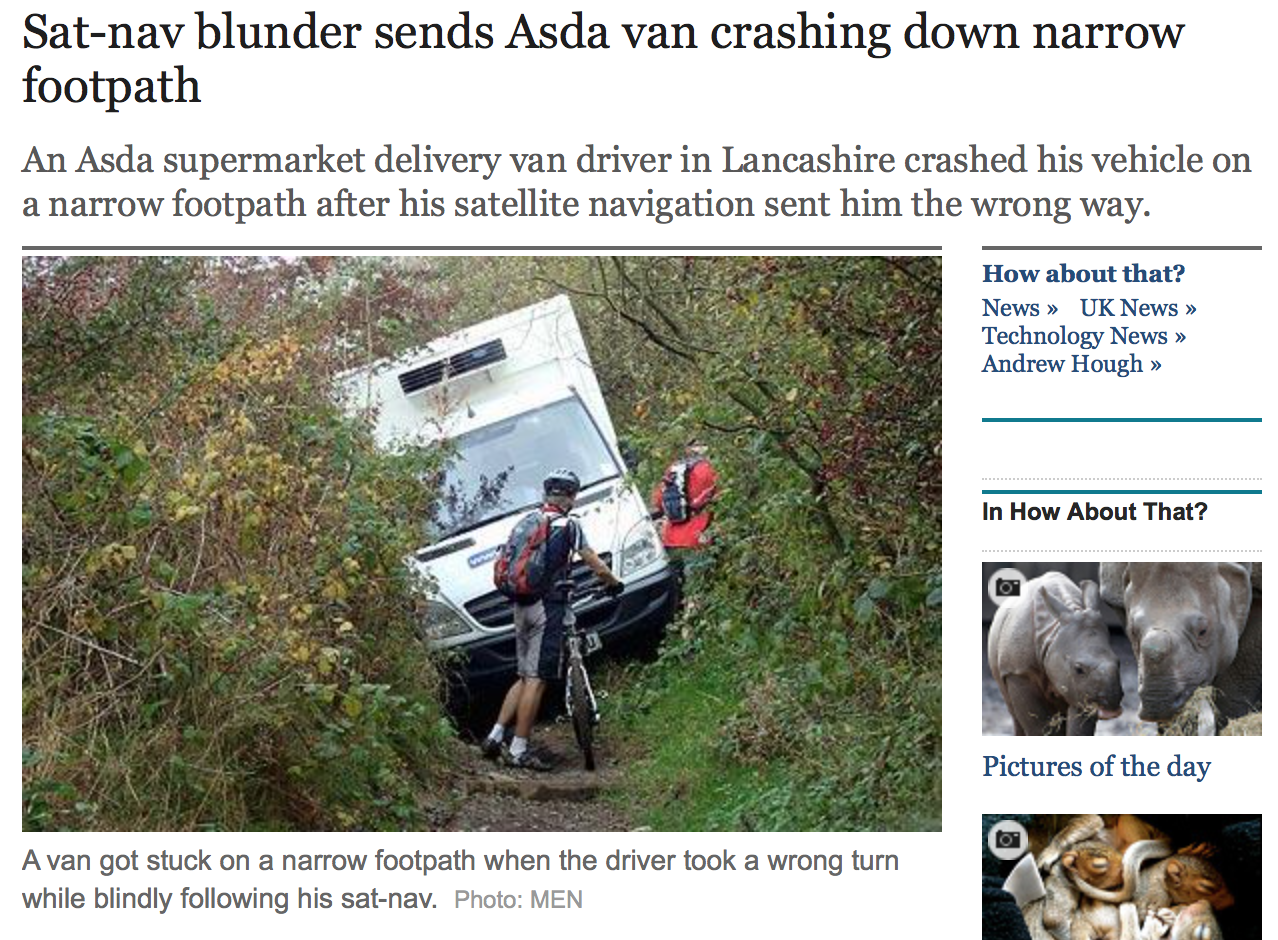 Sat-nav blunder sends Asda van crashing down narrow
footpath
An Asda supermarket delivery van driver in Lancashire crashed his vehicle on
a narrow footpath after his satellite navigation sent him the wrong way.
How about that?
News » UK News »
Technology News »
Andrew Hough »
In How About That?
Pictures of the day
A van got stuck on a narrow footpath when the driver took a wrong turn
while blindly following his sat-nav. Photo: MEN